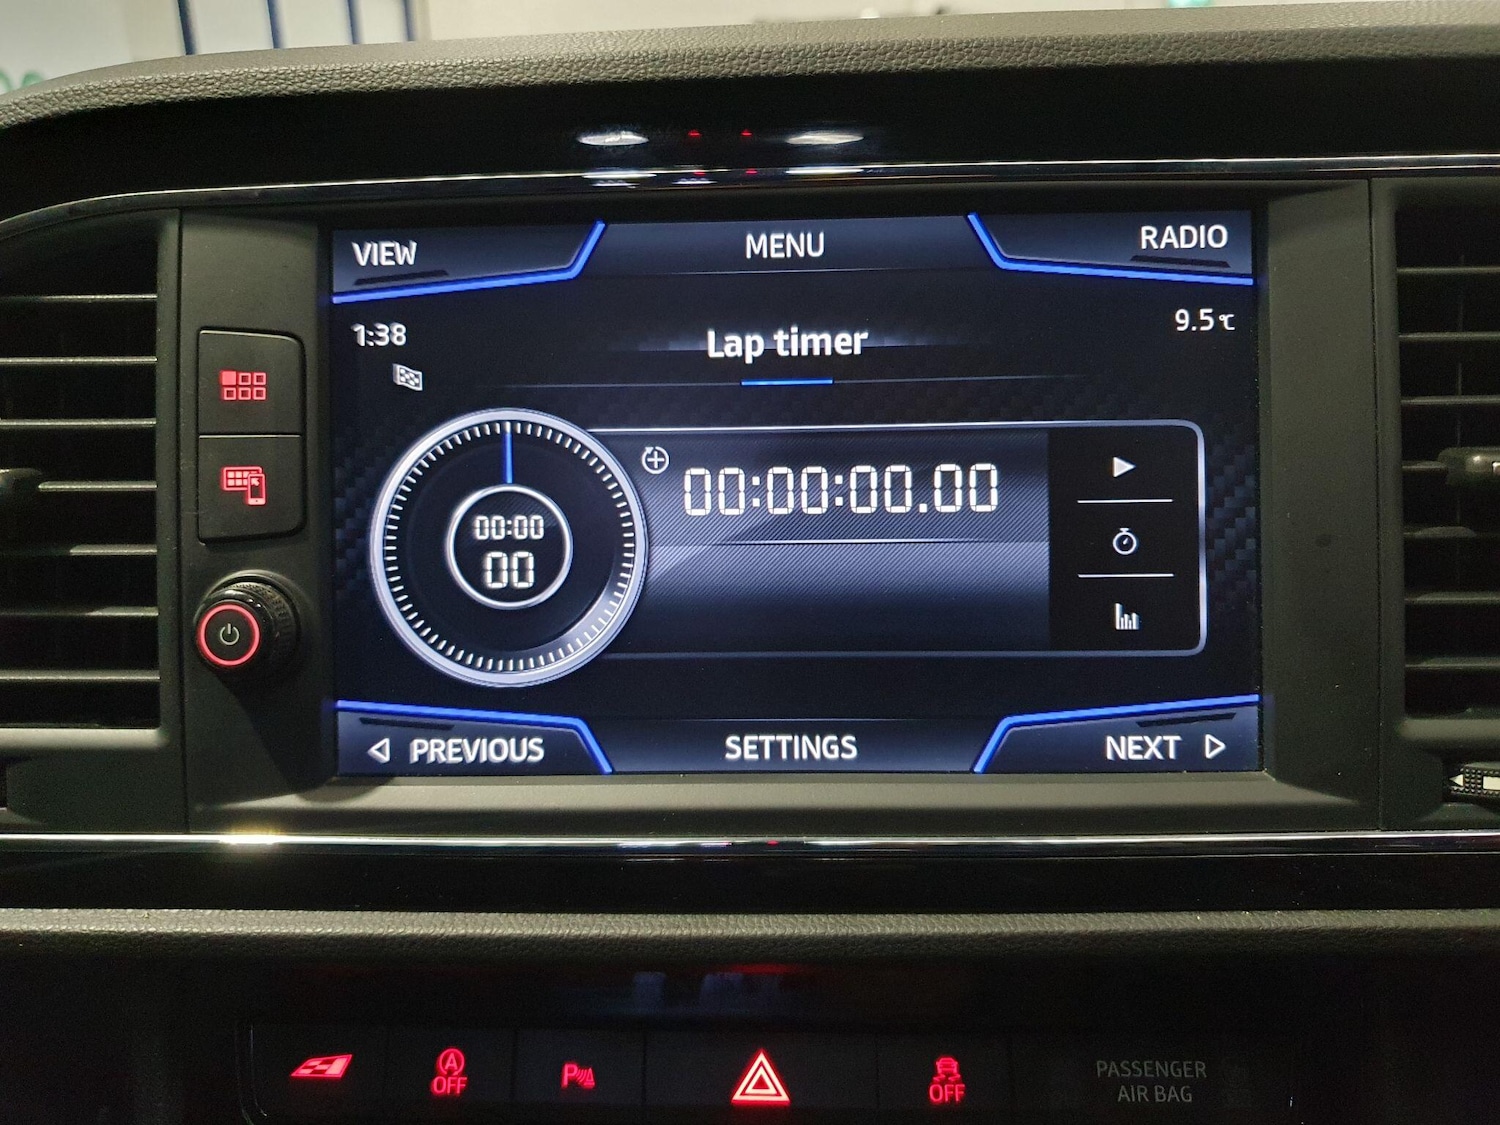 VIEW
MENU
RADIO
1:38
Lap timer
9.5 °C
00:00
00
00:00:00.00
PREVIOUS
SETTINGS
NEXT
A
OFF
P
OFF
PASSENGER
AIR BAG